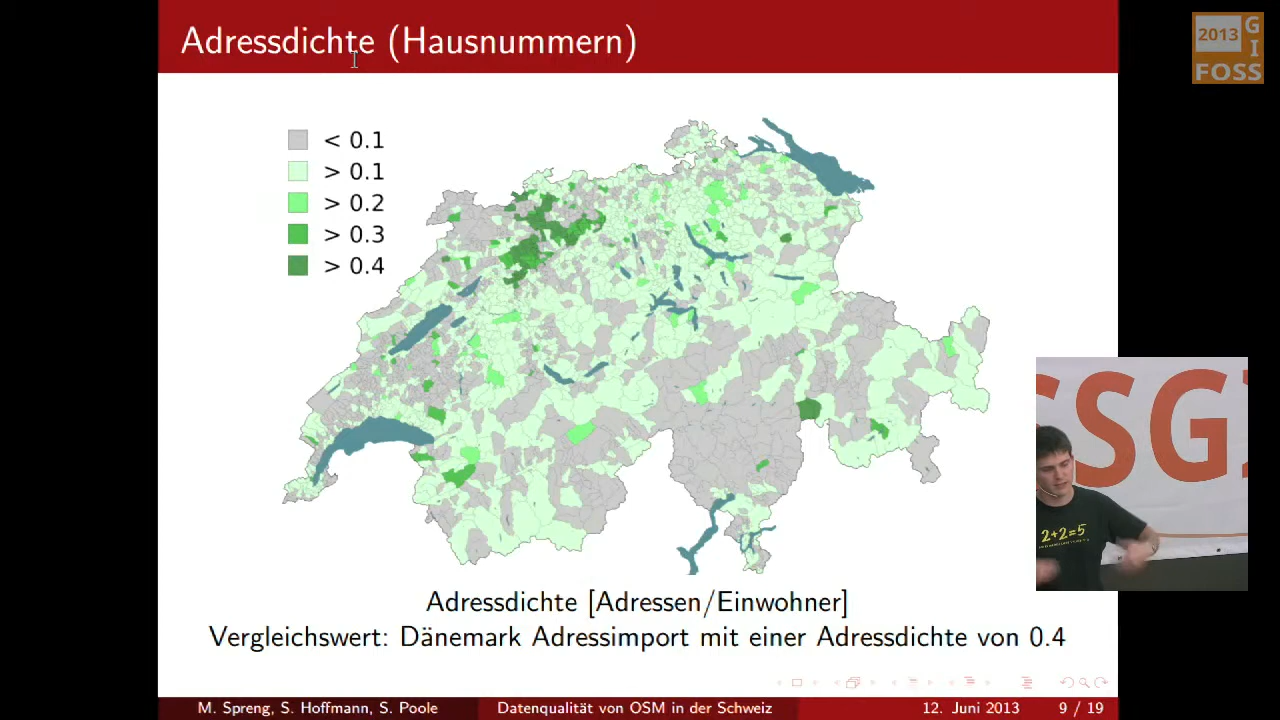 Adressdichte (Hausnummern)
2013 G
I
FOSS
< 0.1
> 0.1
> 0.2
> 0.3
> 0.4
SSGI
2+2=5
Adressdichte [Adressen/Einwohner]
Vergleichswert: Dänemark Adressimport mit einer Adressdichte von 0.4
M. Spreng, S. Hoffmann, S. Poole
Datenqualität von OSM in der Schweiz
12. Juni 2013
9 / 19